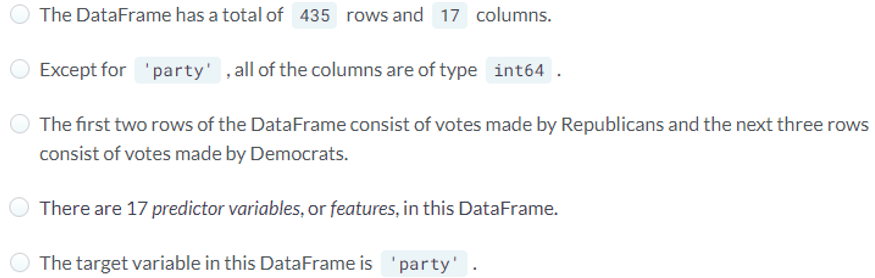 The DataFrame has a total of 435 rows and 17 columns.
Except for 'party' , all of the columns are of type int64 .
The first two rows of the DataFrame consist of votes made by Republicans and the next three rows
consist of votes made by Democrats.
There are 17 predictor variables, or features, in this DataFrame.
The target variable in this DataFrame is 'party' .